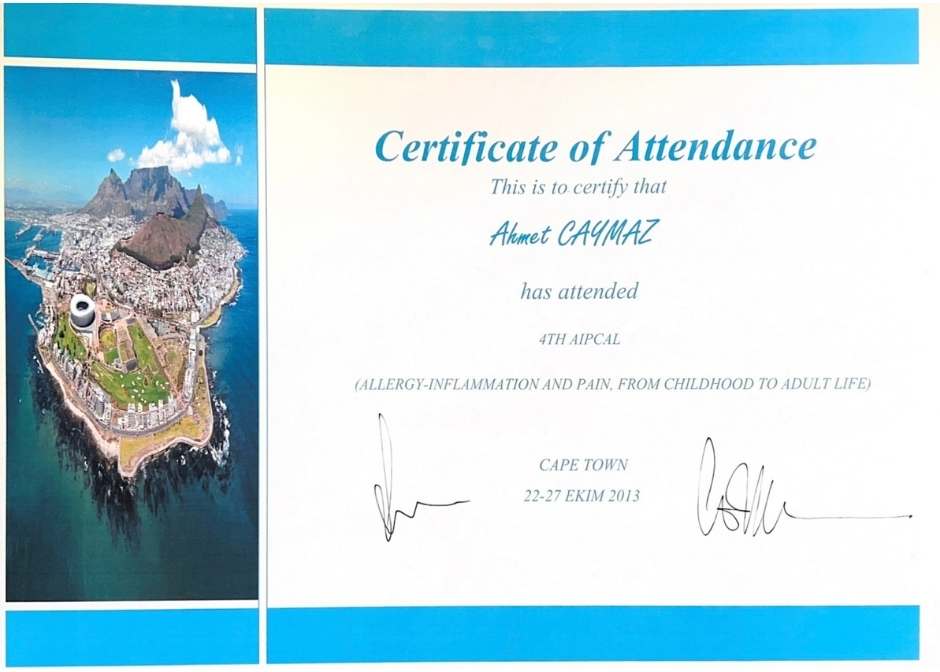 Certificate of Attendance
This is to certify that
Ahmet CAYMAZ
has attended
4TH AIPCAL
(ALLERGY-INFLAMMATION AND PAIN, FROM CHILDHOOD TO ADULT LIFE)
CAPE TOWN
22-27 EKIM 2013